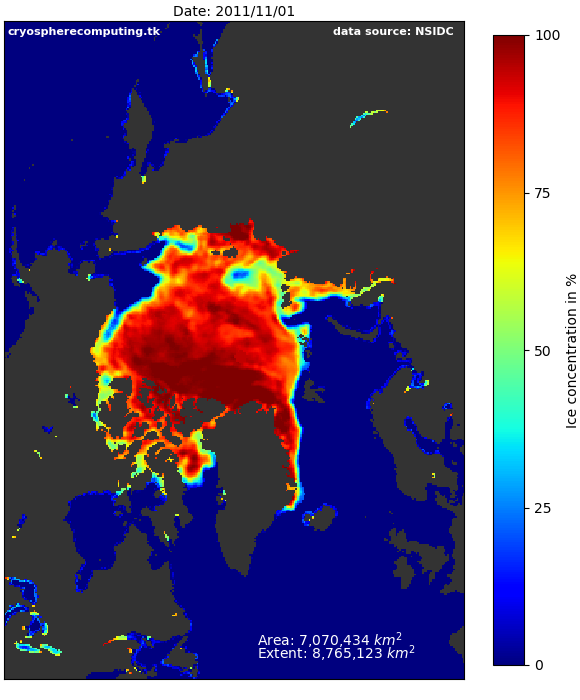 Date: 2011/11/01
cryospherecomputing.tk data source: NSIDC
100
75
50
25
0
Ice concentration in %
Area: 7,070,434 km²
Extent: 8,765,123 km²